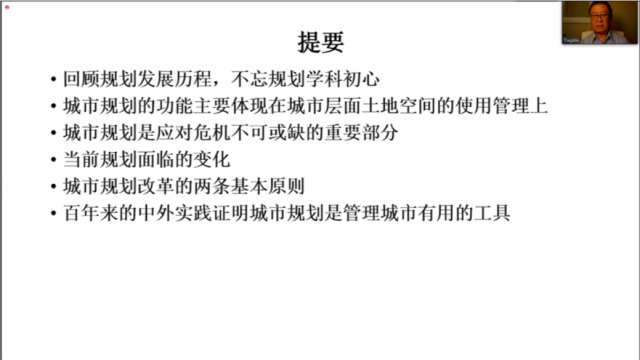 提要
• 回顾规划发展历程，不忘规划学科初心
• 城市规划的功能主要体现在城市层面土地空间的使用管理上
• 城市规划是应对危机不可或缺的重要部分
• 当前规划面临的变化
• 城市规划改革的两条基本原则
• 百年来的中外实践证明城市规划是管理城市有用的工具